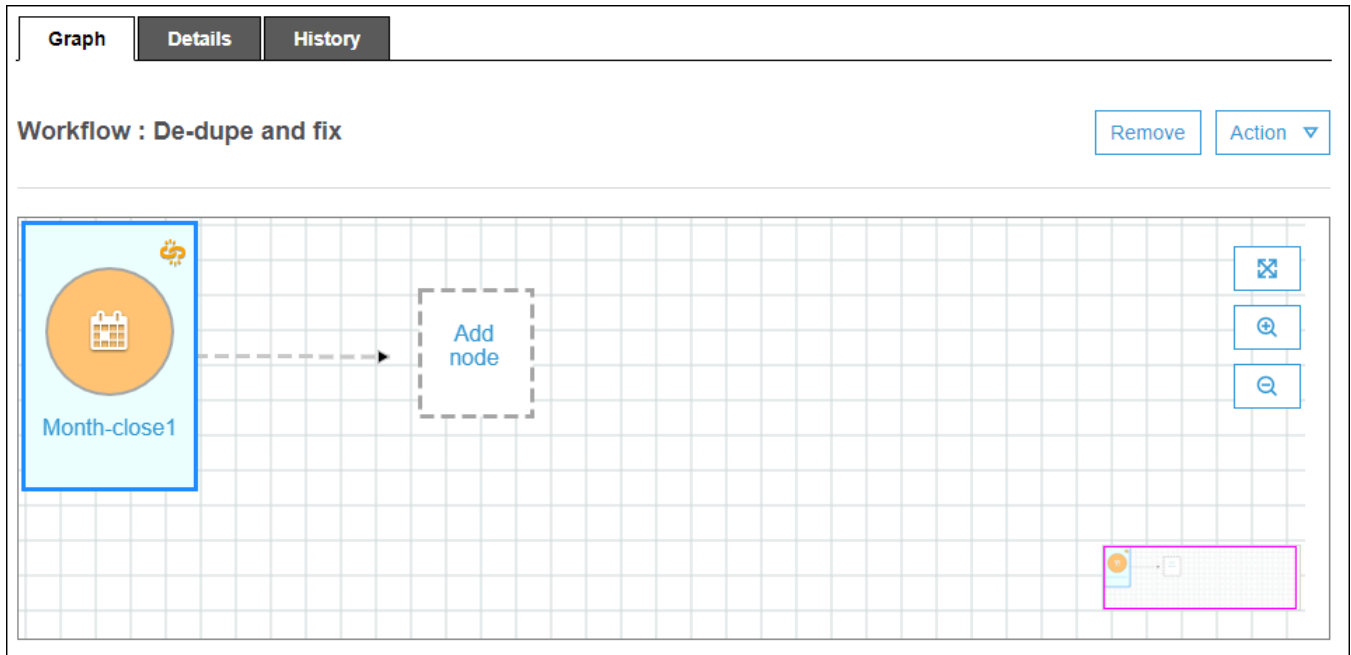 Graph Details History
Workflow : De-dupe and fix
Remove Action
Add
node
Month-close1